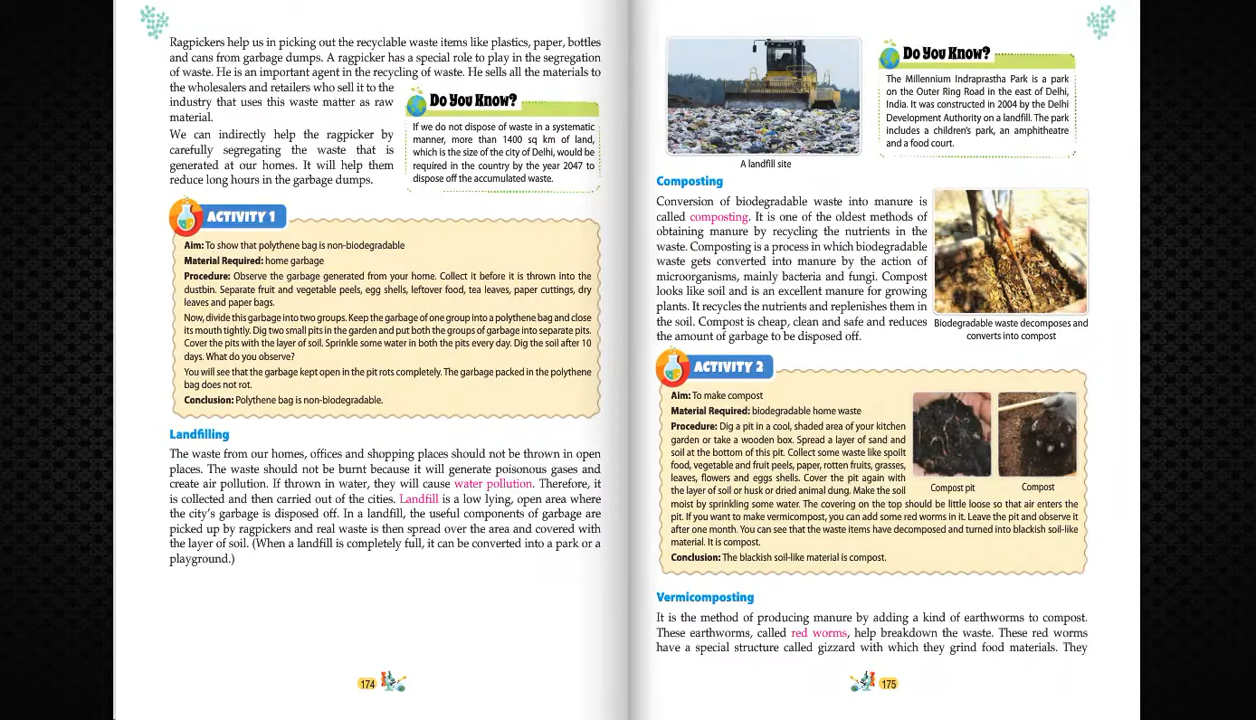 Ragpickers help us in picking out the recyclable waste items like plastics, paper, bottles
and cans from garbage dumps. A ragpicker has a special role to play in the segregation
of waste. He is an important agent in the recycling of waste. He sells all the materials to
the wholesalers and retailers who sell it to the
industry that uses this waste matter as raw
material.
We can indirectly help the ragpicker by
carefully segregating the waste that is
generated at our homes. It will help them
reduce long hours in the garbage dumps.
Do You Know?
If we do not dispose of waste in a systematic
manner, more than 1400 sq km of land,
which is the size of the city of Delhi, would be
required in the country by the year 2047 to
dispose off the accumulated waste.
ACTIVITY 1
Aim: To show that polythene bag is non-biodegradable
Material Required: home garbage
Procedure: Observe the garbage generated from your home. Collect it before it is thrown into the
dustbin. Separate fruit and vegetable peels, egg shells, leftover food, tea leaves, paper cuttings, dry
leaves and paper bags.
Now, divide this garbage into two groups. Keep the garbage of one group into a polythene bag and close
its mouth tightly. Dig two small pits in the garden and put both the groups of garbage into separate pits.
Cover the pits with the layer of soil. Sprinkle some water in both the pits every day. Dig the soil after 10
days. What do you observe?
You will see that the garbage kept open in the pit rots completely. The garbage packed in the polythene
bag does not rot.
Conclusion: Polythene bag is non-biodegradable.
Landfilling
The waste from our homes, offices and shopping places should not be thrown in open
places. The waste should not be burnt because it will generate poisonous gases and
create air pollution. If thrown in water, they will cause water pollution. Therefore, it
is collected and then carried out of the cities. Landfill is a low lying, open area where
the city's garbage is disposed off. In a landfill, the useful components of garbage are
picked up by ragpickers and real waste is then spread over the area and covered with
the layer of soil. (When a landfill is completely full, it can be converted into a park or a
playground.)
174
A landfill site
Do You Know?
The Millennium Indraprastha Park is a park
on the Outer Ring Road in the east of Delhi,
India. It was constructed in 2004 by the Delhi
Development Authority on a landfill. The park
includes a children's park, an amphitheatre
and a food court.
Composting
Conversion of biodegradable waste into manure is
called composting. It is one of the oldest methods of
obtaining manure by recycling the nutrients in the
waste. Composting is a process in which biodegradable
waste gets converted into manure by the action of
microorganisms, mainly bacteria and fungi. Compost
looks like soil and is an excellent manure for growing
plants. It recycles the nutrients and replenishes them in
the soil. Compost is cheap, clean and safe and reduces
the amount of garbage to be disposed off.
Biodegradable waste decomposes and
converts into compost
ACTIVITY 2
Aim: To make compost
Material Required: biodegradable home waste
Procedure: Dig a pit in a cool, shaded area of your kitchen
garden or take a wooden box. Spread a layer of sand and
soil at the bottom of this pit. Collect some waste like spoilt
food, vegetable and fruit peels, paper, rotten fruits, grasses,
leaves, flowers and eggs shells. Cover the pit again with
the layer of soil or husk or dried animal dung. Make the soil
moist by sprinkling some water. The covering on the top should be little loose so that air enters the
pit. If you want to make vermicompost, you can add some red worms in it. Leave the pit and observe it
after one month. You can see that the waste items have decomposed and turned into blackish soil-like
material. It is compost.
Conclusion: The blackish soil-like material is compost.
Compost pit
Compost
Vermicomposting
It is the method of producing manure by adding a kind of earthworms to compost.
These earthworms, called red worms, help breakdown the waste. These red worms
have a special structure called gizzard with which they grind food materials. They
175